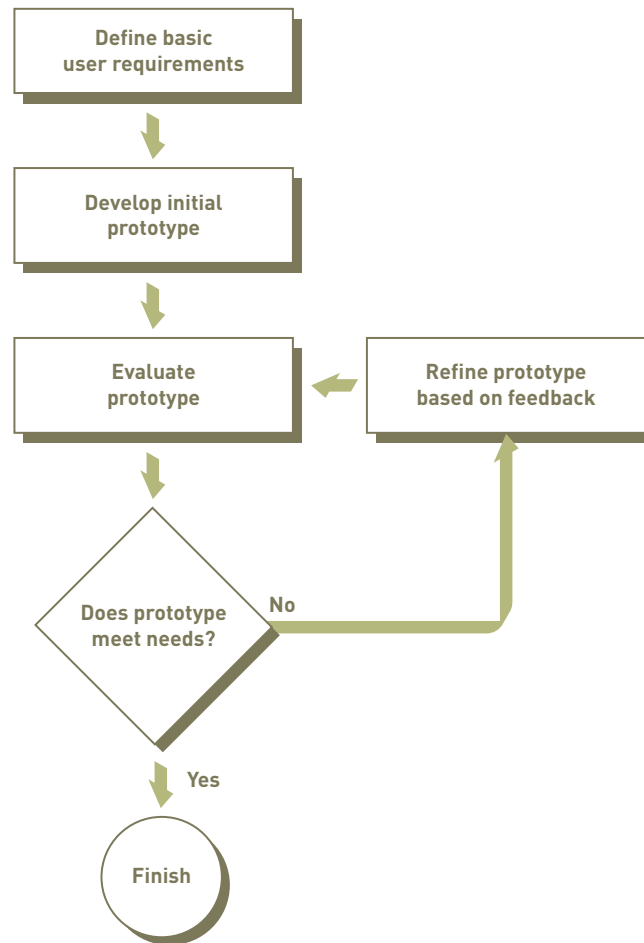 Define basic
user requirements
Develop initial
prototype
Evaluate
prototype
Refine prototype
based on feedback
Does prototype
meet needs?
No
Yes
Finish